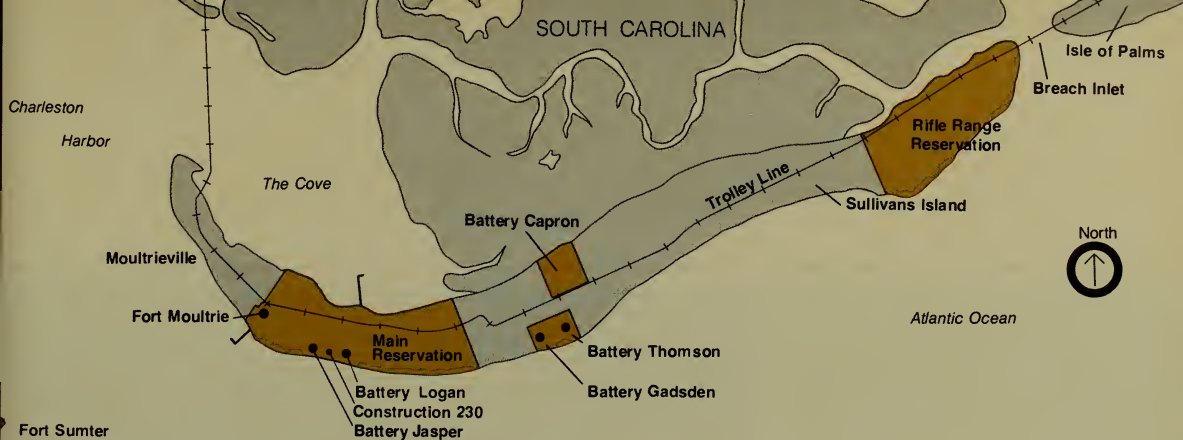 SOUTH CAROLINA
Isle of Palms
Breach Inlet
Charleston
Harbor
Rifle Range
Reservation
The Cove
Trolley Line
Sullivans Island
Battery Capron
North
Moultrieville
Fort Moultrie
Atlantic Ocean
Main
Reservation
Battery Thomson
Battery Gadsden
Battery Logan
Construction 230
Battery Jasper
Fort Sumter